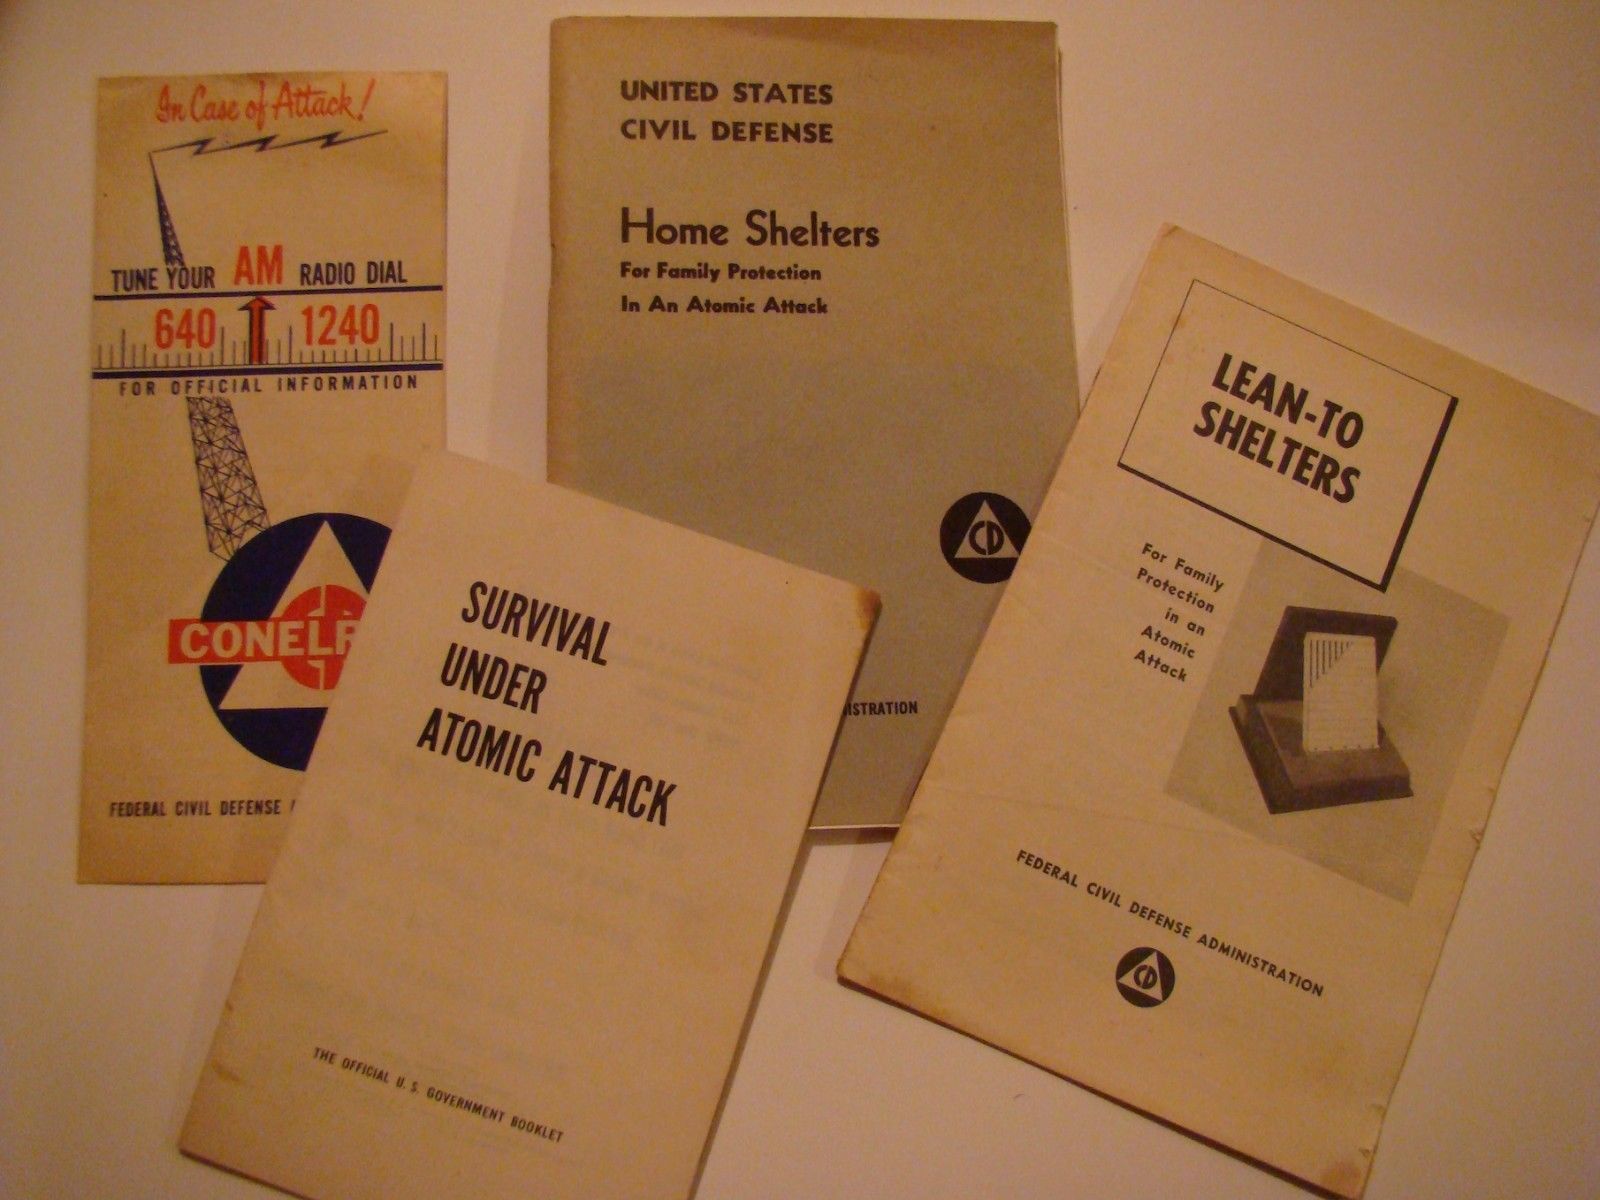 In Case of Attack!
TUNE YOUR AM RADIO DIAL
640 1240
FOR OFFICIAL INFORMATION
CONELR
FEDERAL CIVIL DEFENSE
UNITED STATES
CIVIL DEFENSE
Home Shelters
For Family Protection
In An Atomic Attack
CD
ISTRATION
SURVIVAL
UNDER
ATOMIC ATTACK
THE OFFICIAL U. S. GOVERNMENT BOOKLET
LEAN-TO
SHELTERS
For Family
Protection
in an
Atomic
Attack
FEDERAL CIVIL DEFENSE ADMINISTRATION
CD